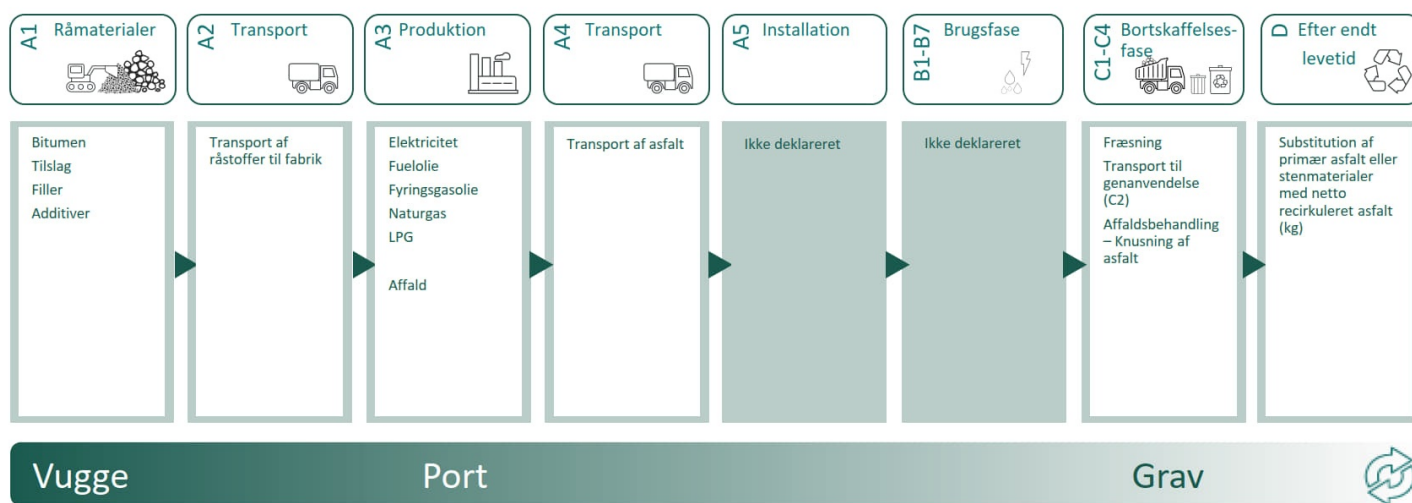 A1 Råmaterialer
A2 Transport
A3 Produktion
A4 Transport
A5 Installation
B1-B7 Brugsfase
C1-C4 Bortskaffelses-
fase
D Efter endt
levetid
Bitumen
Tilslag
Filler
Additiver
Transport af
råstoffer til fabrik
Elektricitet
Fuelolie
Fyringsgasolie
Naturgas
LPG
Affald
Transport af asfalt
Ikke deklareret
Ikke deklareret
Fræsning
Transport til
genanvendelse
(C2)
Affaldsbehandling
– Knusning af
asfalt
Substitution af
primær asfalt eller
stenmaterialer
med netto
recirkuleret asfalt
(kg)
Vugge
Port
Grav